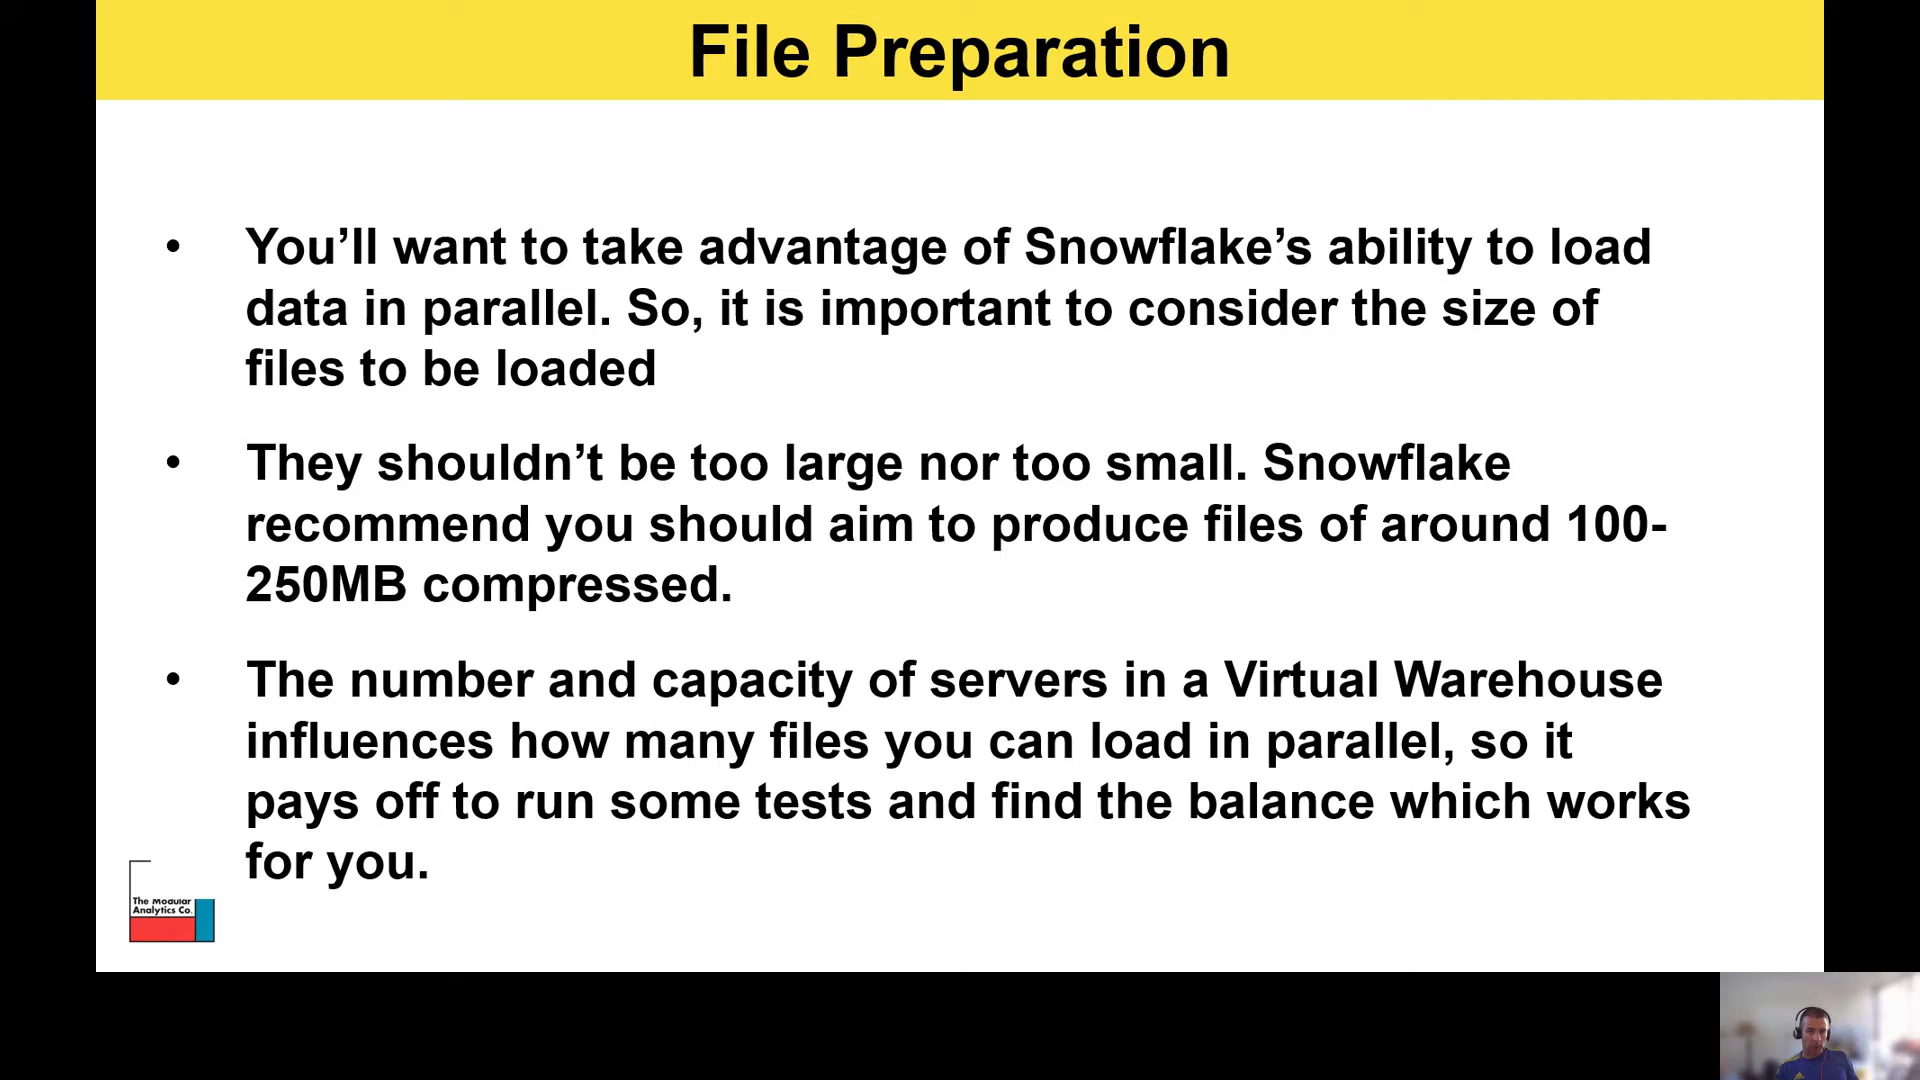 File Preparation
• You’ll want to take advantage of Snowflake’s ability to load
data in parallel. So, it is important to consider the size of
files to be loaded
• They shouldn’t be too large nor too small. Snowflake
recommend you should aim to produce files of around 100-
250MB compressed.
• The number and capacity of servers in a Virtual Warehouse
influences how many files you can load in parallel, so it
pays off to run some tests and find the balance which works
for you.
The Modular
Analytics Co.